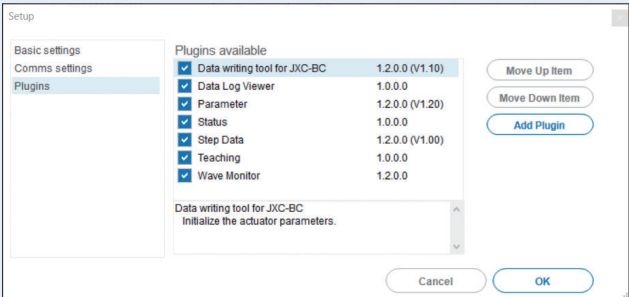 Setup
Basic settings
Comms settings
Plugins
Plugins available
Data writing tool for JXC-BC 1.2.0.0 (V1.10)
Data Log Viewer 1.0.0.0
Parameter 1.2.0.0 (V1.20)
Status 1.0.0.0
Step Data 1.2.0.0 (V1.00)
Teaching 1.0.0.0
Wave Monitor 1.2.0.0
Move Up Item
Move Down Item
Add Plugin
Data writing tool for JXC-BC
Initialize the actuator parameters.
Cancel OK